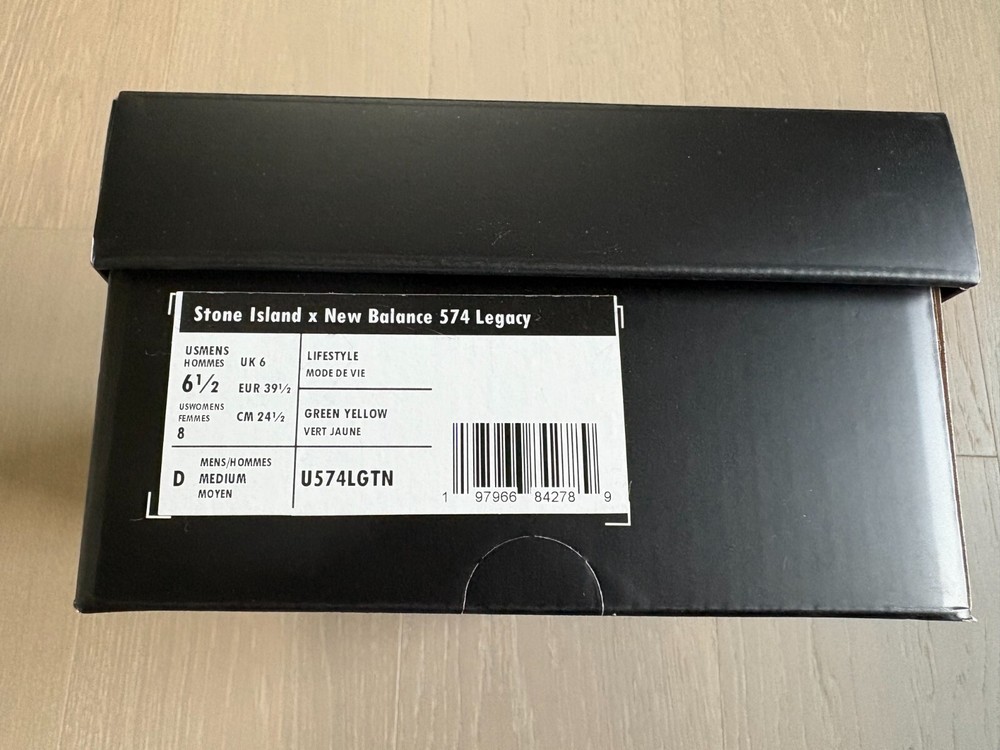 Stone Island x New Balance 574 Legacy
USMENS
HOMMES
6½
UK 6
EUR 39½
USWOMENS
FEMMES
8
CM 24½
LIFESTYLE
MODE DE VIE
GREEN YELLOW
VERT JAUNE
D
MENS/HOMMES
MEDIUM
MOYEN
U574LGTN
1 97966 84278 9